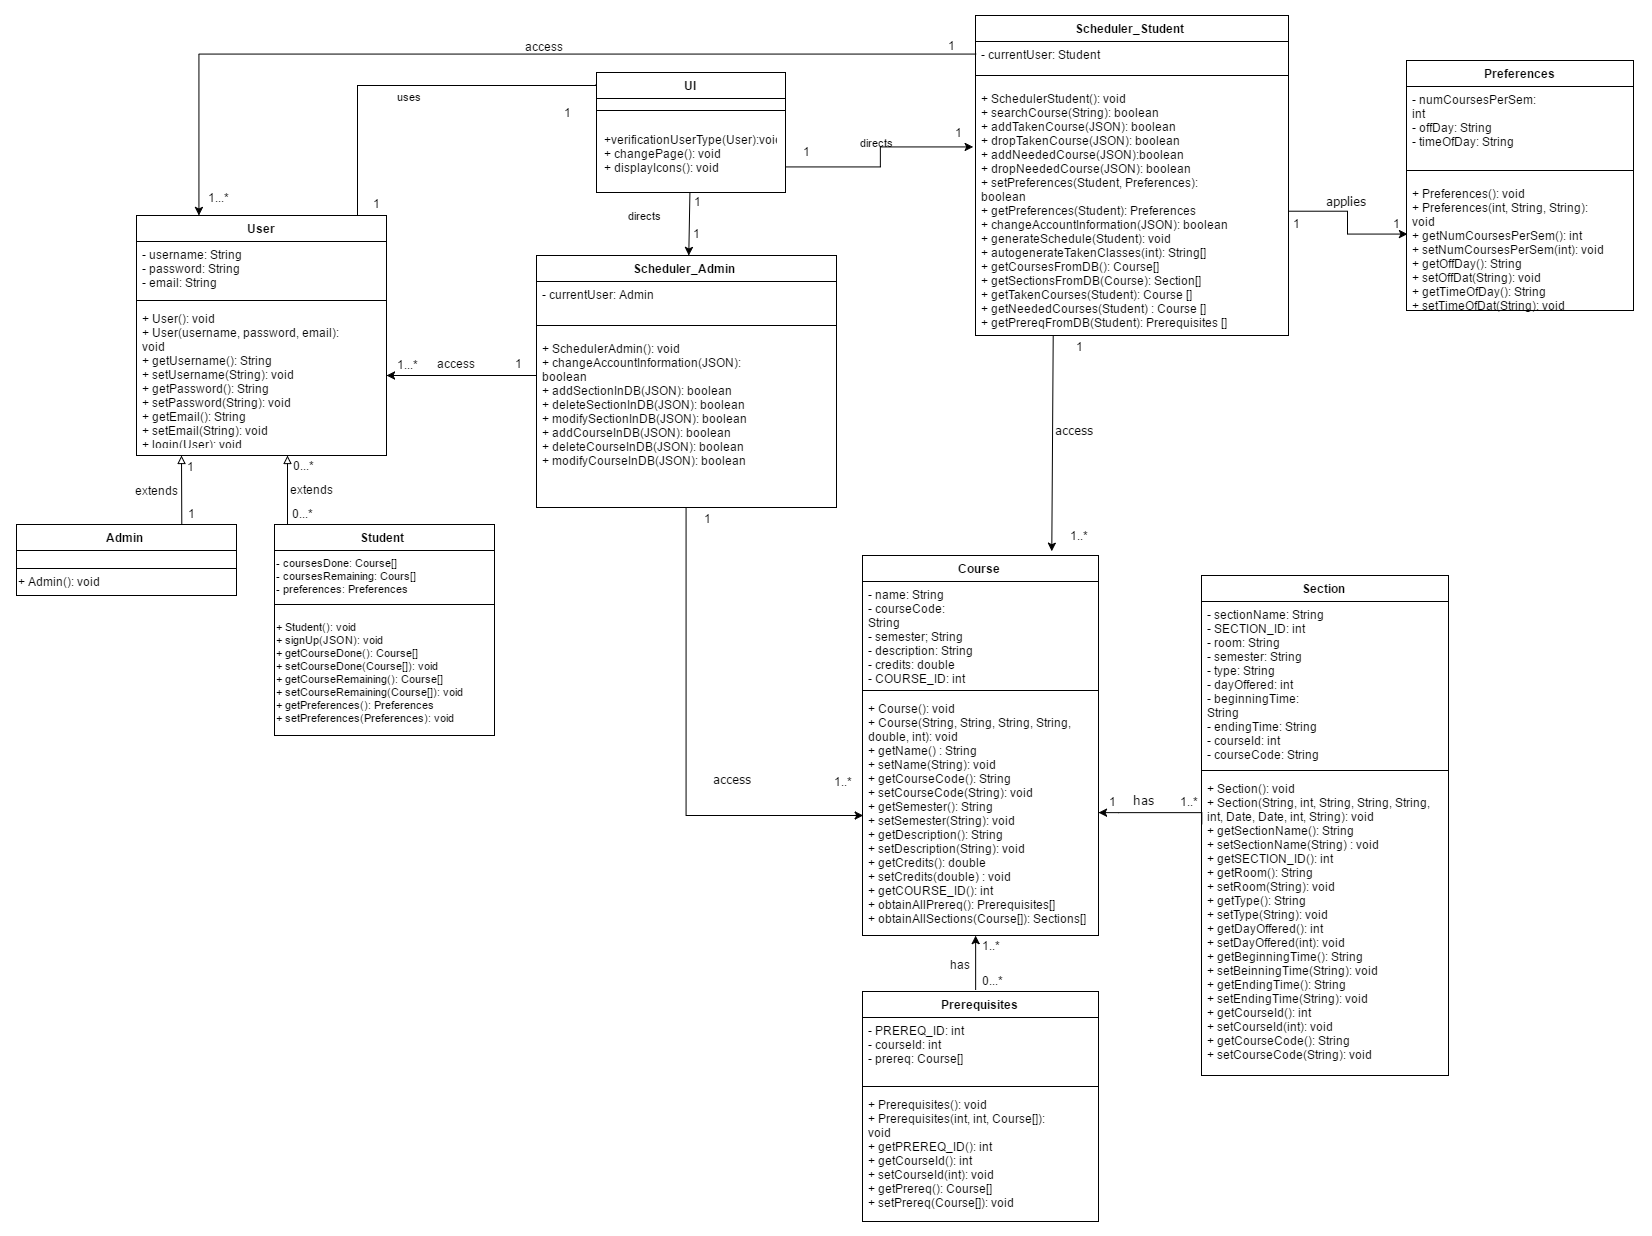 Scheduler_Student
- currentUser: Student
+ SchedulerStudent(): void
+ searchCourse(String): boolean
+ addTakenCourse(JSON): boolean
+ dropTakenCourse(JSON): boolean
+ addNeededCourse(JSON):boolean
+ dropNeededCourse(JSON): boolean
+ setPreferences(Student, Preferences):
boolean
+ getPreferences(Student): Preferences
+ changeAccountInformation(JSON): boolean
+ generateSchedule(Student): void
+ autogenerateTakenClasses(int): String[]
+ getCoursesFromDB(): Course[]
+ getSectionsFromDB(Course): Section[]
+ getTakenCourses(Student): Course []
+ getNeededCourses(Student) : Course []
+ getPrereqFromDB(Student): Prerequisites []
access
1
1...*
UI
+verificationUserType(User):voi
+ changePage(): void
+ displayIcons(): void
uses
1
1
directs
1
1
directs
1
1
Preferences
- numCoursesPerSem:
int
- offDay: String
- timeOfDay: String
+ Preferences(): void
+ Preferences(int, String, String):
void
+ getNumCoursesPerSem(): int
+ setNumCoursesPerSem(int): void
+ getOffDay(): String
+ setOffDat(String): void
+ getTimeOfDay(): String
+ setTimeOfDat(String): void
applies
1
1
User
- username: String
- password: String
- email: String
+ User(): void
+ User(username, password, email):
void
+ getUsername(): String
+ setUsername(String): void
+ getPassword(): String
+ setPassword(String): void
+ getEmail(): String
+ setEmail(String): void
+ login(User): void
Scheduler_Admin
- currentUser: Admin
+ SchedulerAdmin(): void
+ changeAccountInformation(JSON):
boolean
+ addSectionInDB(JSON): boolean
+ deleteSectionInDB(JSON): boolean
+ modifySectionInDB(JSON): boolean
+ addCourseInDB(JSON): boolean
+ deleteCourseInDB(JSON): boolean
+ modifyCourseInDB(JSON): boolean
1...*
access
1
1
extends
1
0...*
extends
0...*
Admin
+ Admin(): void
Student
- coursesDone: Course[]
- coursesRemaining: Cours[]
- preferences: Preferences
+ Student(): void
+ signUp(JSON): void
+ getCourseDone(): Course[]
+ setCourseDone(Course[]): void
+ getCourseRemaining(): Course[]
+ setCourseRemaining(Course[]): void
+ getPreferences(): Preferences
+ setPreferences(Preferences): void
1
access
1..*
1
access
1..*
Course
- name: String
- courseCode:
String
- semester; String
- description: String
- credits: double
- COURSE_ID: int
+ Course(): void
+ Course(String, String, String, String,
double, int): void
+ getName() : String
+ setName(String): void
+ getCourseCode(): String
+ setCourseCode(String): void
+ getSemester(): String
+ setSemester(String): void
+ getDescription(): String
+ setDescription(String): void
+ getCredits(): double
+ setCredits(double) : void
+ getCOURSE_ID(): int
+ obtainAllPrereq(): Prerequisites[]
+ obtainAllSections(Course[]): Sections[]
1
has
1..*
Section
- sectionName: String
- SECTION_ID: int
- room: String
- semester: String
- type: String
- dayOffered: int
- beginningTime:
String
- endingTime: String
- courseId: int
- courseCode: String
+ Section(): void
+ Section(String, int, String, String, String,
int, Date, Date, int, String): void
+ getSectionName(): String
+ setSectionName(String) : void
+ getSECTION_ID(): int
+ getRoom(): String
+ setRoom(String): void
+ getType(): String
+ setType(String): void
+ getDayOffered(): int
+ setDayOffered(int): void
+ getBeginningTime(): String
+ setBeinningTime(String): void
+ getEndingTime(): String
+ setEndingTime(String): void
+ getCourseId(): int
+ setCourseId(int): void
+ getCourseCode(): String
+ setCourseCode(String): void
1..*
has
0...*
Prerequisites
- PREREQ_ID: int
- courseId: int
- prereq: Course[]
+ Prerequisites(): void
+ Prerequisites(int, int, Course[]):
void
+ getPREREQ_ID(): int
+ getCourseId(): int
+ setCourseId(int): void
+ getPrereq(): Course[]
+ setPrereq(Course[]): void